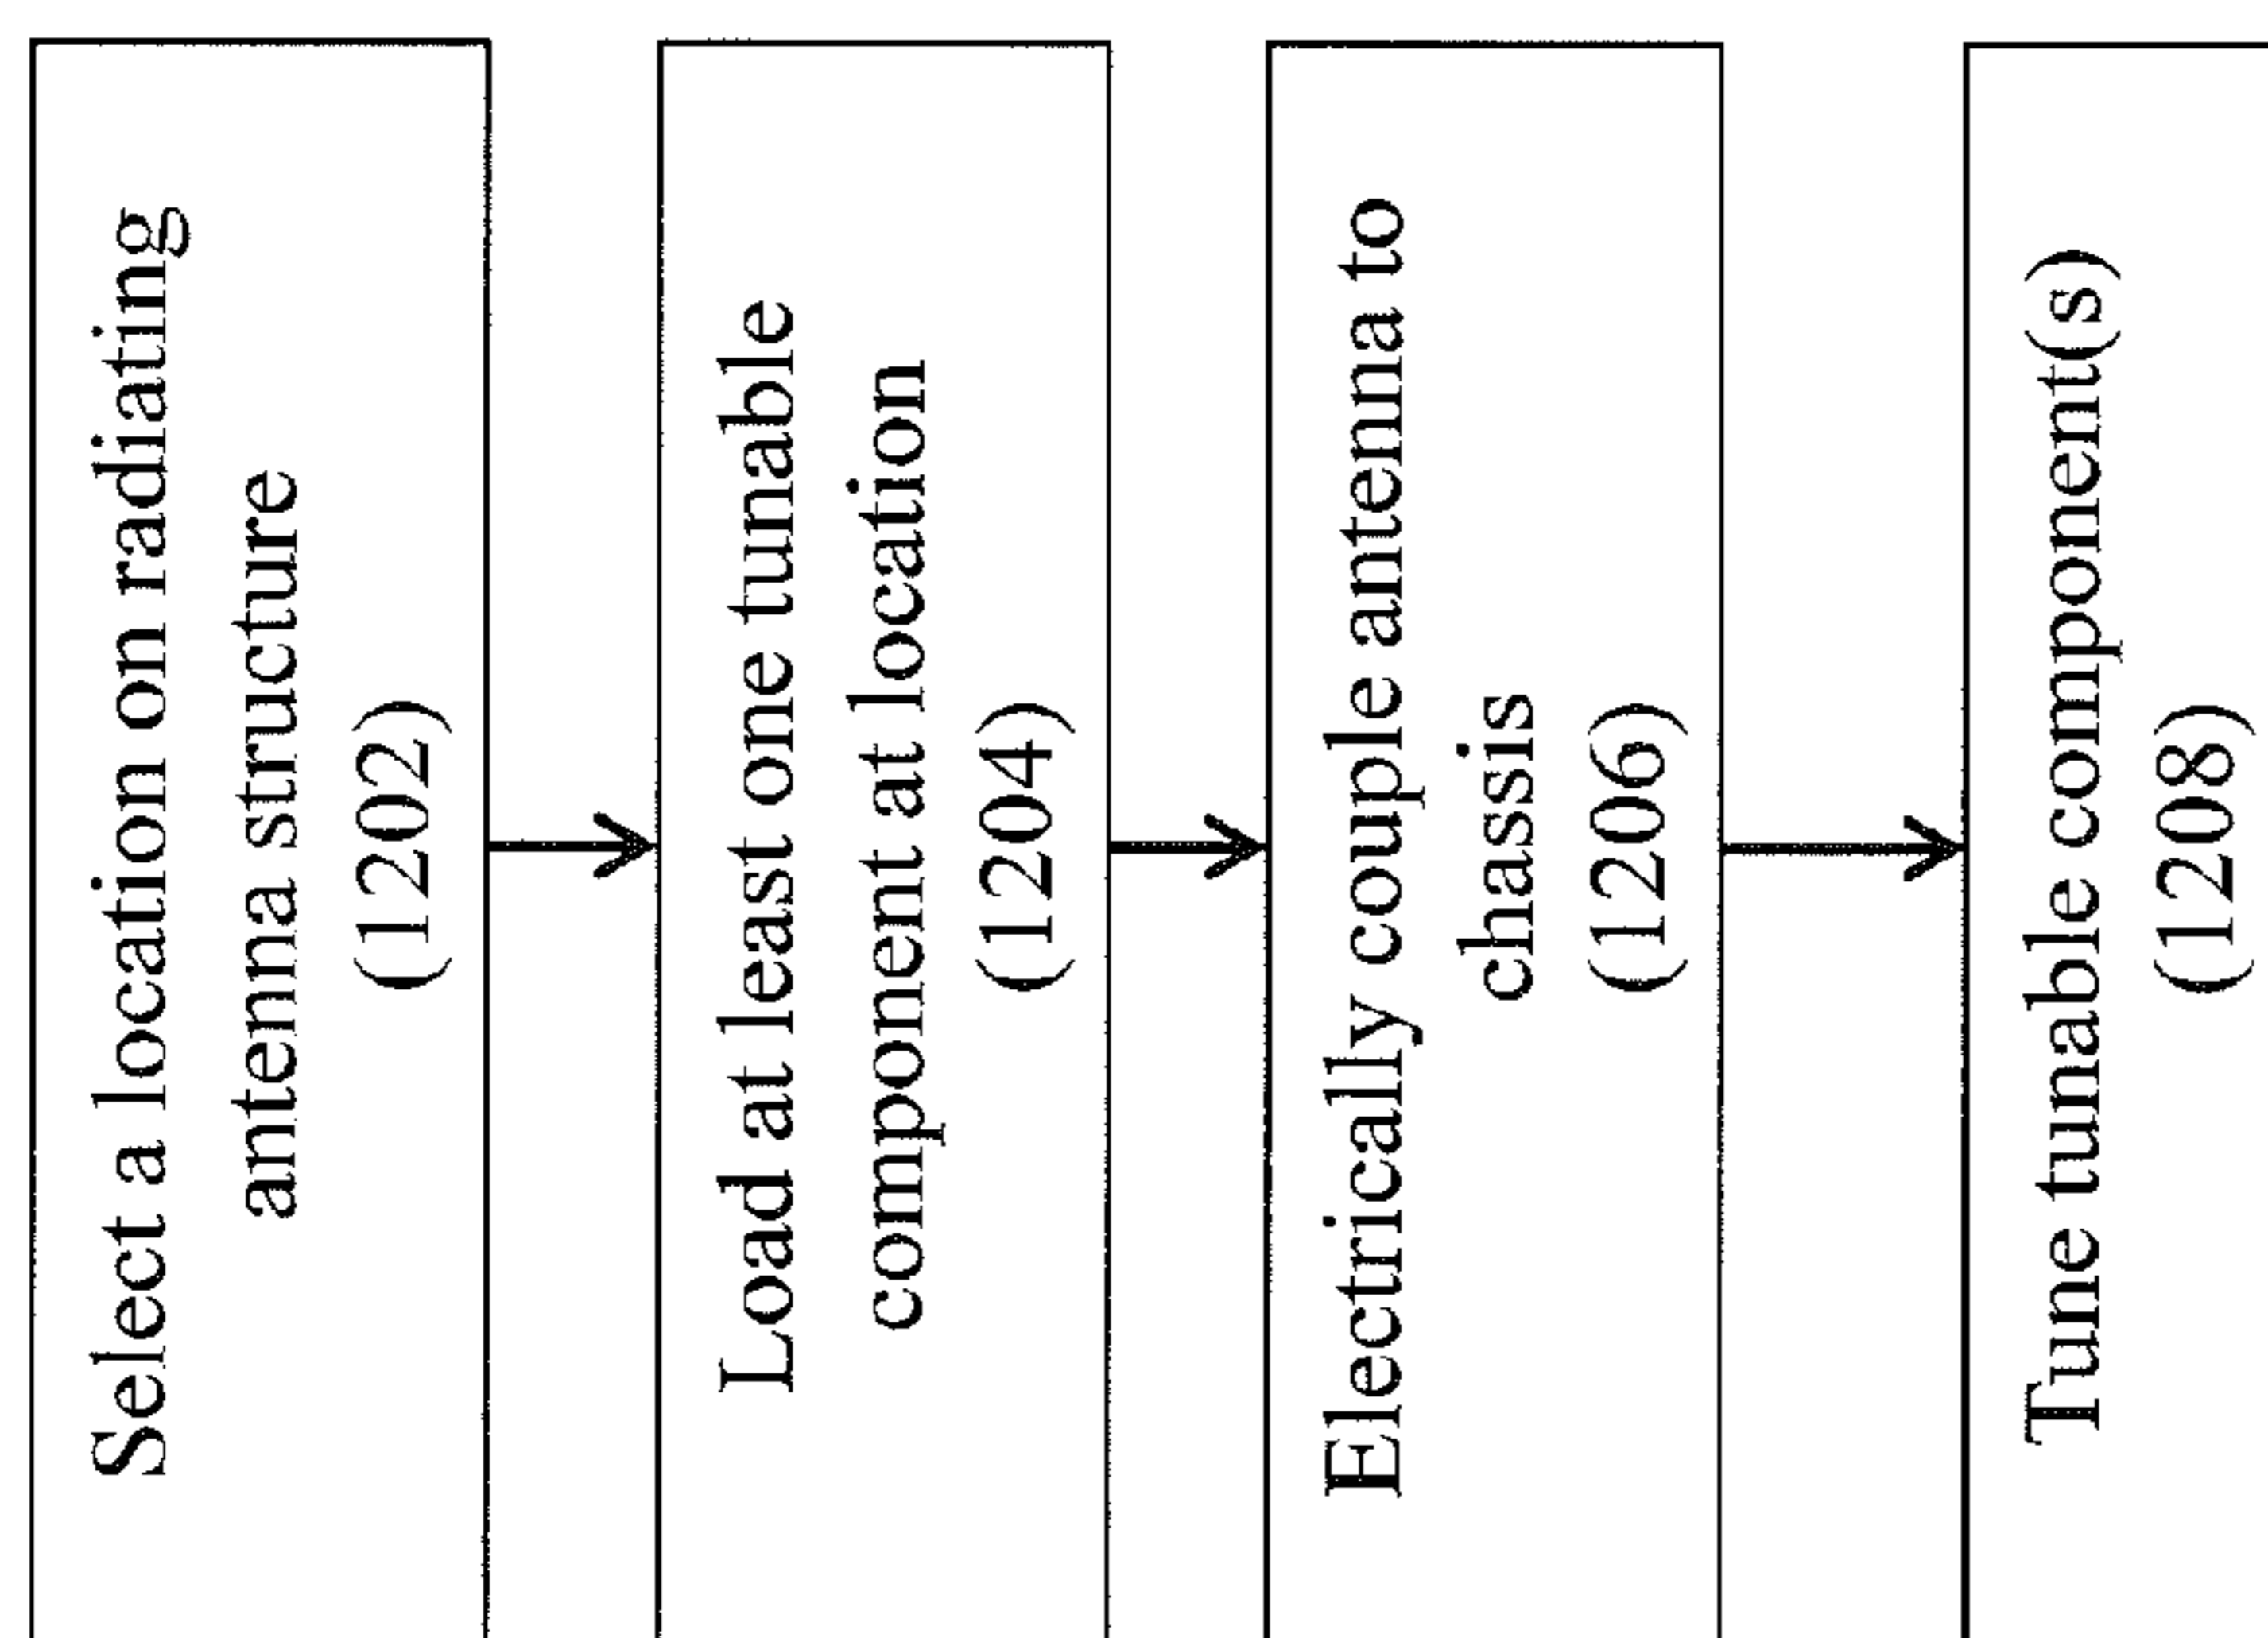 Select a location on radiating
antenna structure
(1202)
Load at least one tunable
component at location
(1204)
Electrically couple antenna to
chassis
(1206)
Tune tunable component(s)
(1208)